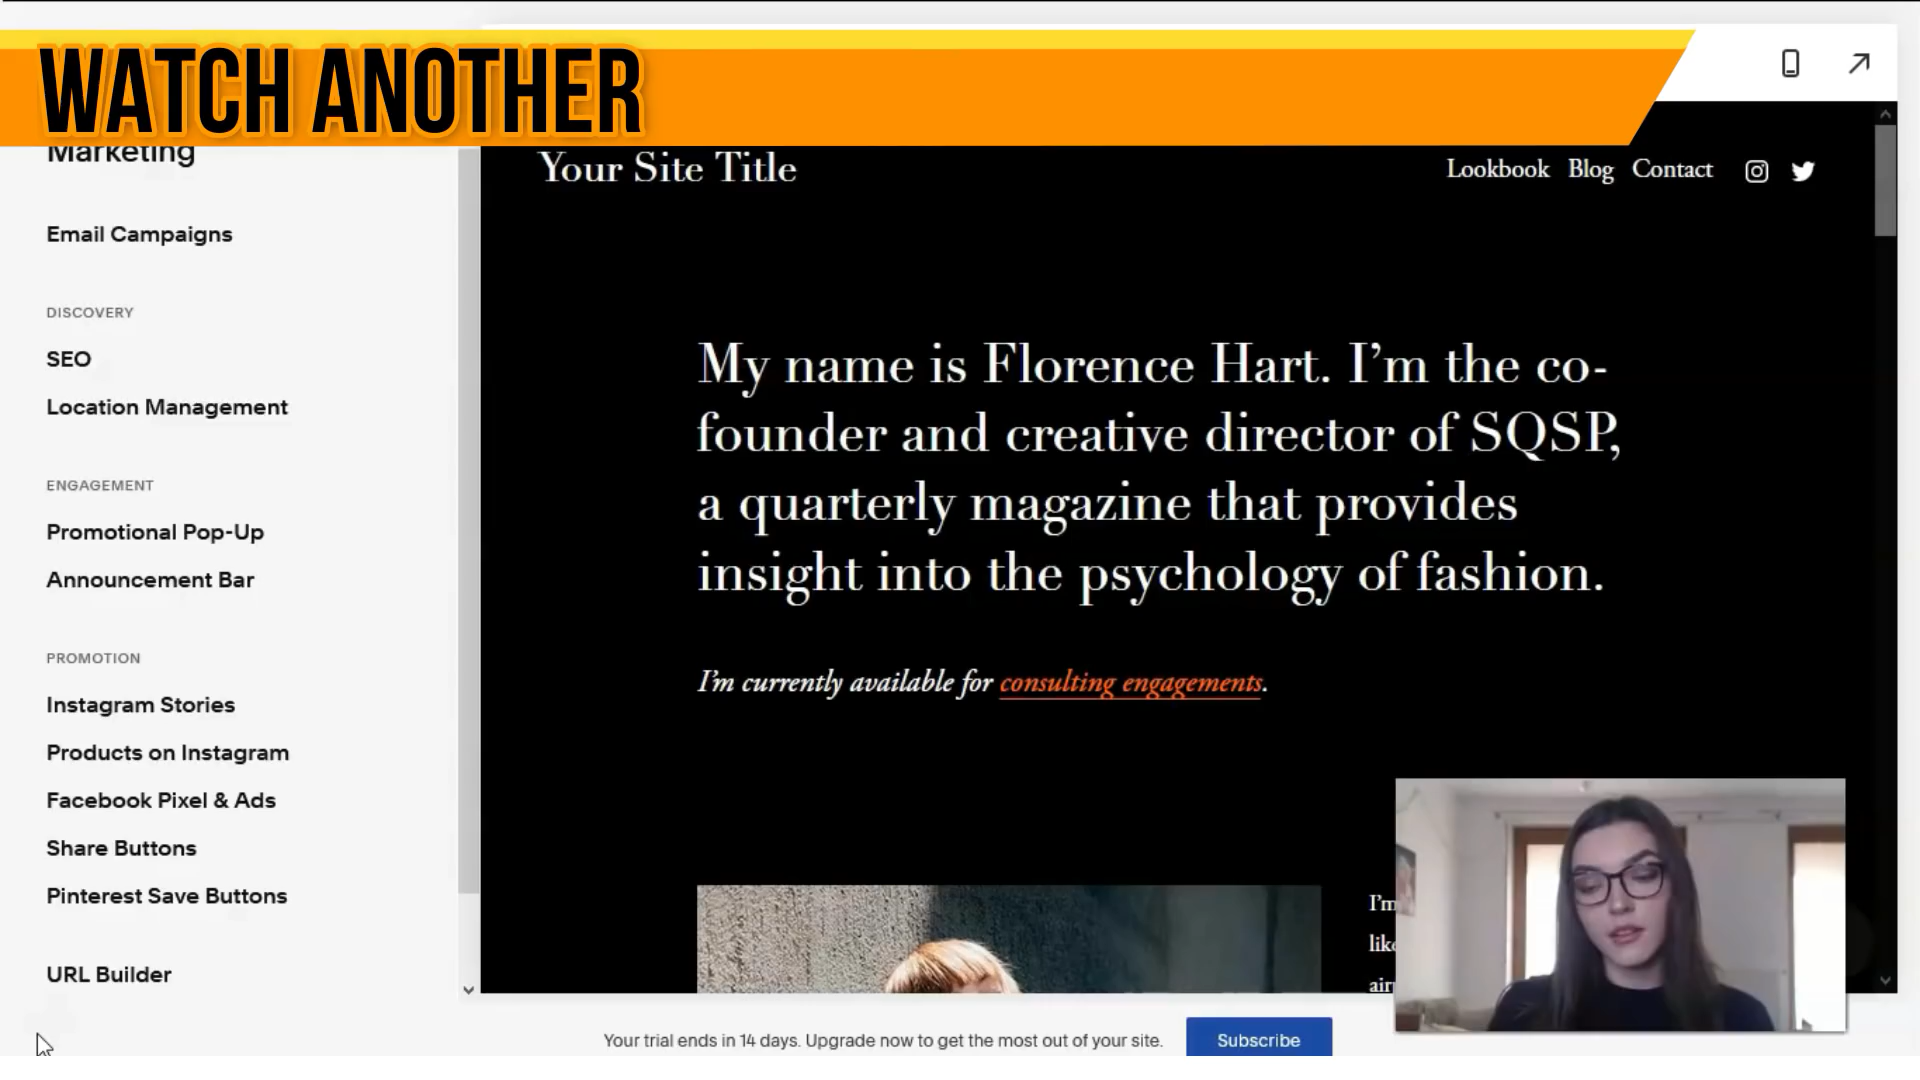 WATCH ANOTHER
Marketing
Email Campaigns
DISCOVERY
SEO
Location Management
ENGAGEMENT
Promotional Pop-Up
Announcement Bar
PROMOTION
Instagram Stories
Products on Instagram
Facebook Pixel & Ads
Share Buttons
Pinterest Save Buttons
URL Builder
Your Site Title
Lookbook Blog Contact
My name is Florence Hart. I’m the co-
founder and creative director of SQSP,
a quarterly magazine that provides
insight into the psychology of fashion.
I’m currently available for consulting engagements.
I’m
Your trial ends in 14 days. Upgrade now to get the most out of your site.
Subscribe